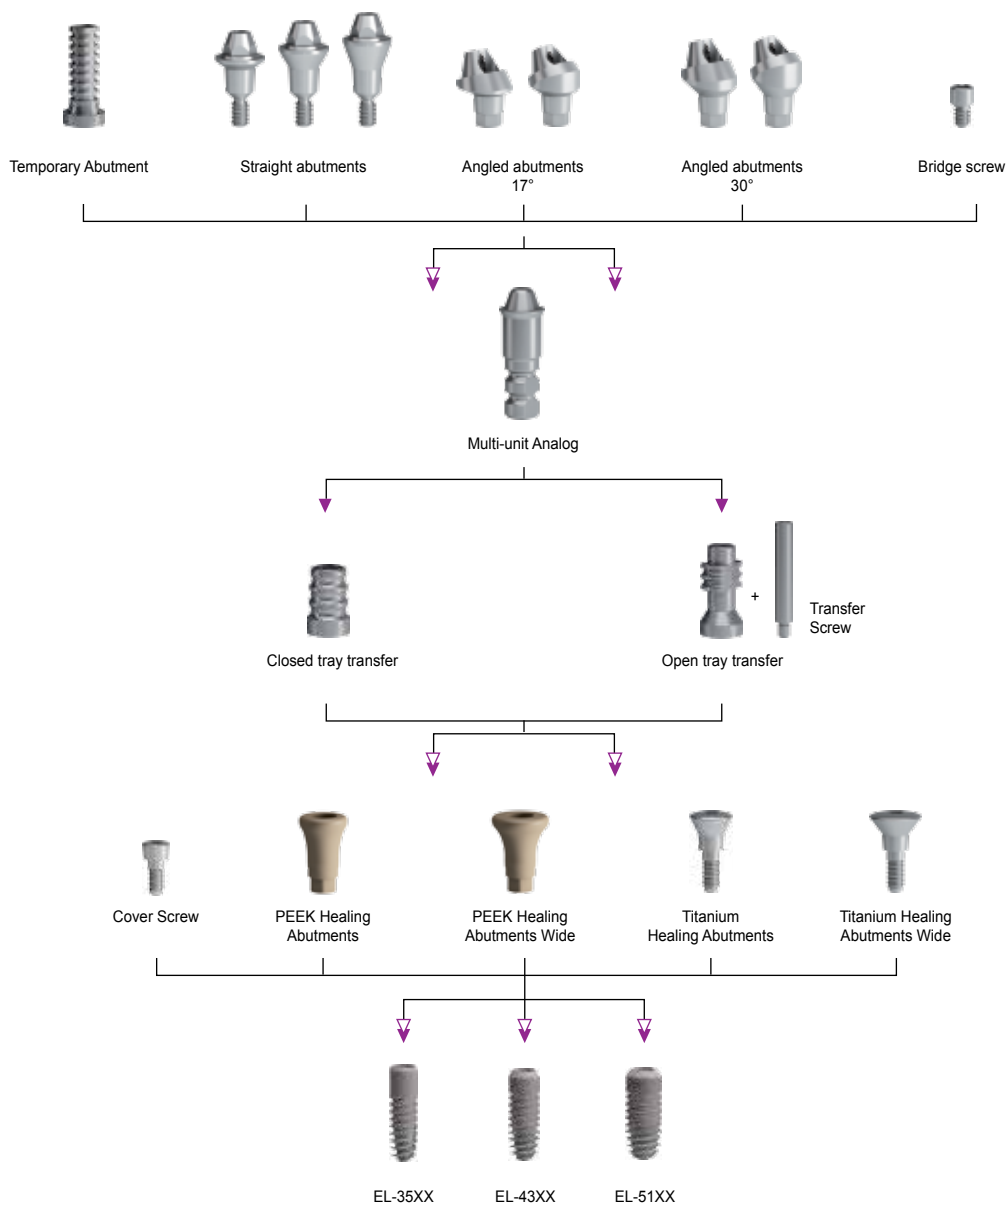 Temporary Abutment
Straight abutments
Angled abutments
17°
Angled abutments
30°
Bridge screw
Multi-unit Analog
Closed tray transfer
+
Transfer
Screw
Open tray transfer
Cover Screw
PEEK Healing
Abutments
PEEK Healing
Abutments Wide
Titanium
Healing Abutments
Titanium Healing
Abutments Wide
EL-35XX
EL-43XX
EL-51XX